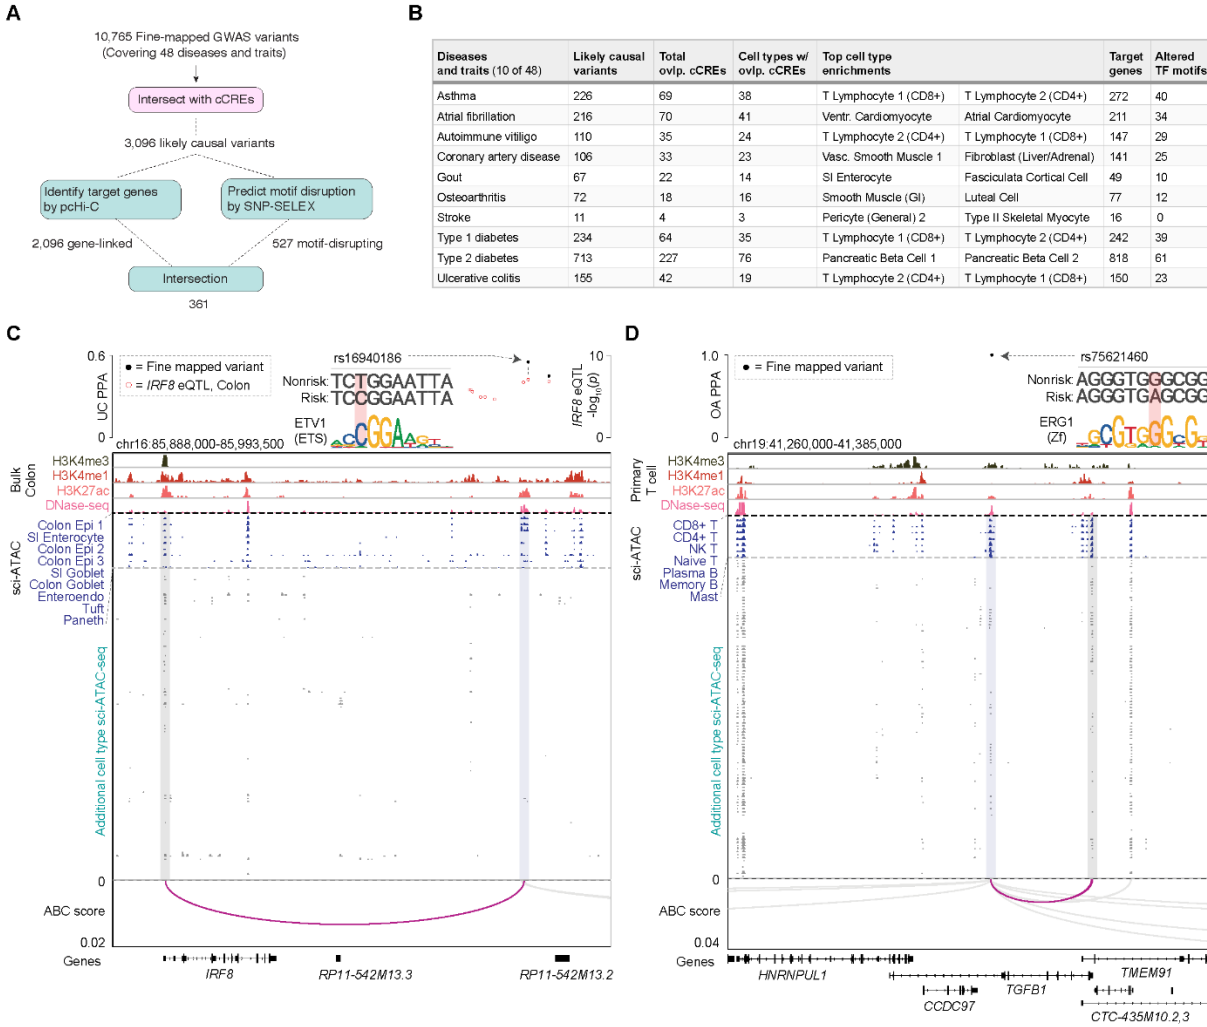 A
10,765 Fine-mapped GWAS variants
(Covering 48 diseases and traits)
Intersect with cCREs
3,096 likely causal variants
Identify target genes
by pcHi-C
Predict motif disruption
by SNP-SELEX
2,096 gene-linked
527 motif-disrupting
Intersection
361
B
Diseases and traits (10 of 48) Likely causal variants Total ovlp. cCREs Cell types w/ ovlp. cCREs Top cell type enrichments Target genes Altered TF motifs
Asthma 226 69 38 T Lymphocyte 1 (CD8+) T Lymphocyte 2 (CD4+) 272 40
Atrial fibrillation 216 70 41 Ventr. Cardiomyocyte Atrial Cardiomyocyte 211 34
Autoimmune vitiligo 110 35 24 T Lymphocyte 2 (CD4+) T Lymphocyte 1 (CD8+) 147 29
Coronary artery disease 106 33 23 Vasc. Smooth Muscle 1 Fibroblast (Liver/Adrenal) 141 25
Gout 67 22 14 SI Enterocyte Fasciculata Cortical Cell 49 10
Osteoarthritis 72 18 16 Smooth Muscle (GI) Luteal Cell 77 12
Stroke 11 4 3 Pericyte (General) 2 Type II Skeletal Myocyte 16 0
Type 1 diabetes 234 64 35 T Lymphocyte 1 (CD8+) T Lymphocyte 2 (CD4+) 242 39
Type 2 diabetes 713 227 76 Pancreatic Beta Cell 1 Pancreatic Beta Cell 2 818 61
Ulcerative colitis 155 42 19 T Lymphocyte 2 (CD4+) T Lymphocyte 1 (CD8+) 150 23
C
0.6
UC PPA
0
= Fine mapped variant
= IRF8 eQTL, Colon
rs16940186
Nonrisk: TCTGGAATTA
Risk: TCCGGAATTA
ETV1
(ETS)
10
IRF8 eQTL
-log10(p)
0
chr16:85,888,000-85,993,500
Bulk
Colon
H3K4me3
H3K4me1
H3K27ac
DNase-seq
sci-ATAC
Colon Epi 1
SI Enterocyte
Colon Epi 2
Colon Epi 3
SI Goblet
Colon Goblet
Enteroendo
Tuft
Paneth
Additional cell type sci-ATAC-seq
0
ABC score
0.02
Genes
IRF8
RP11-542M13.3
RP11-542M13.2
D
1.0
OA PPA
0
= Fine mapped variant
rs75621460
Nonrisk: AGGGTGGGCGG
Risk: AGGGTGAGCGG
ERG1
(Zf)
chr19:41,260,000-41,385,000
Primary
T cell
H3K4me3
H3K4me1
H3K27ac
DNase-seq
sci-ATAC
CD8+ T
CD4+ T
NK T
Naive T
Plasma B
Memory B
Mast
Additional cell type sci-ATAC-seq
0
ABC score
0.04
Genes
HNRNPUL1
TMEM91
TGFB1
CCDC97
CTC-435M10.2,3